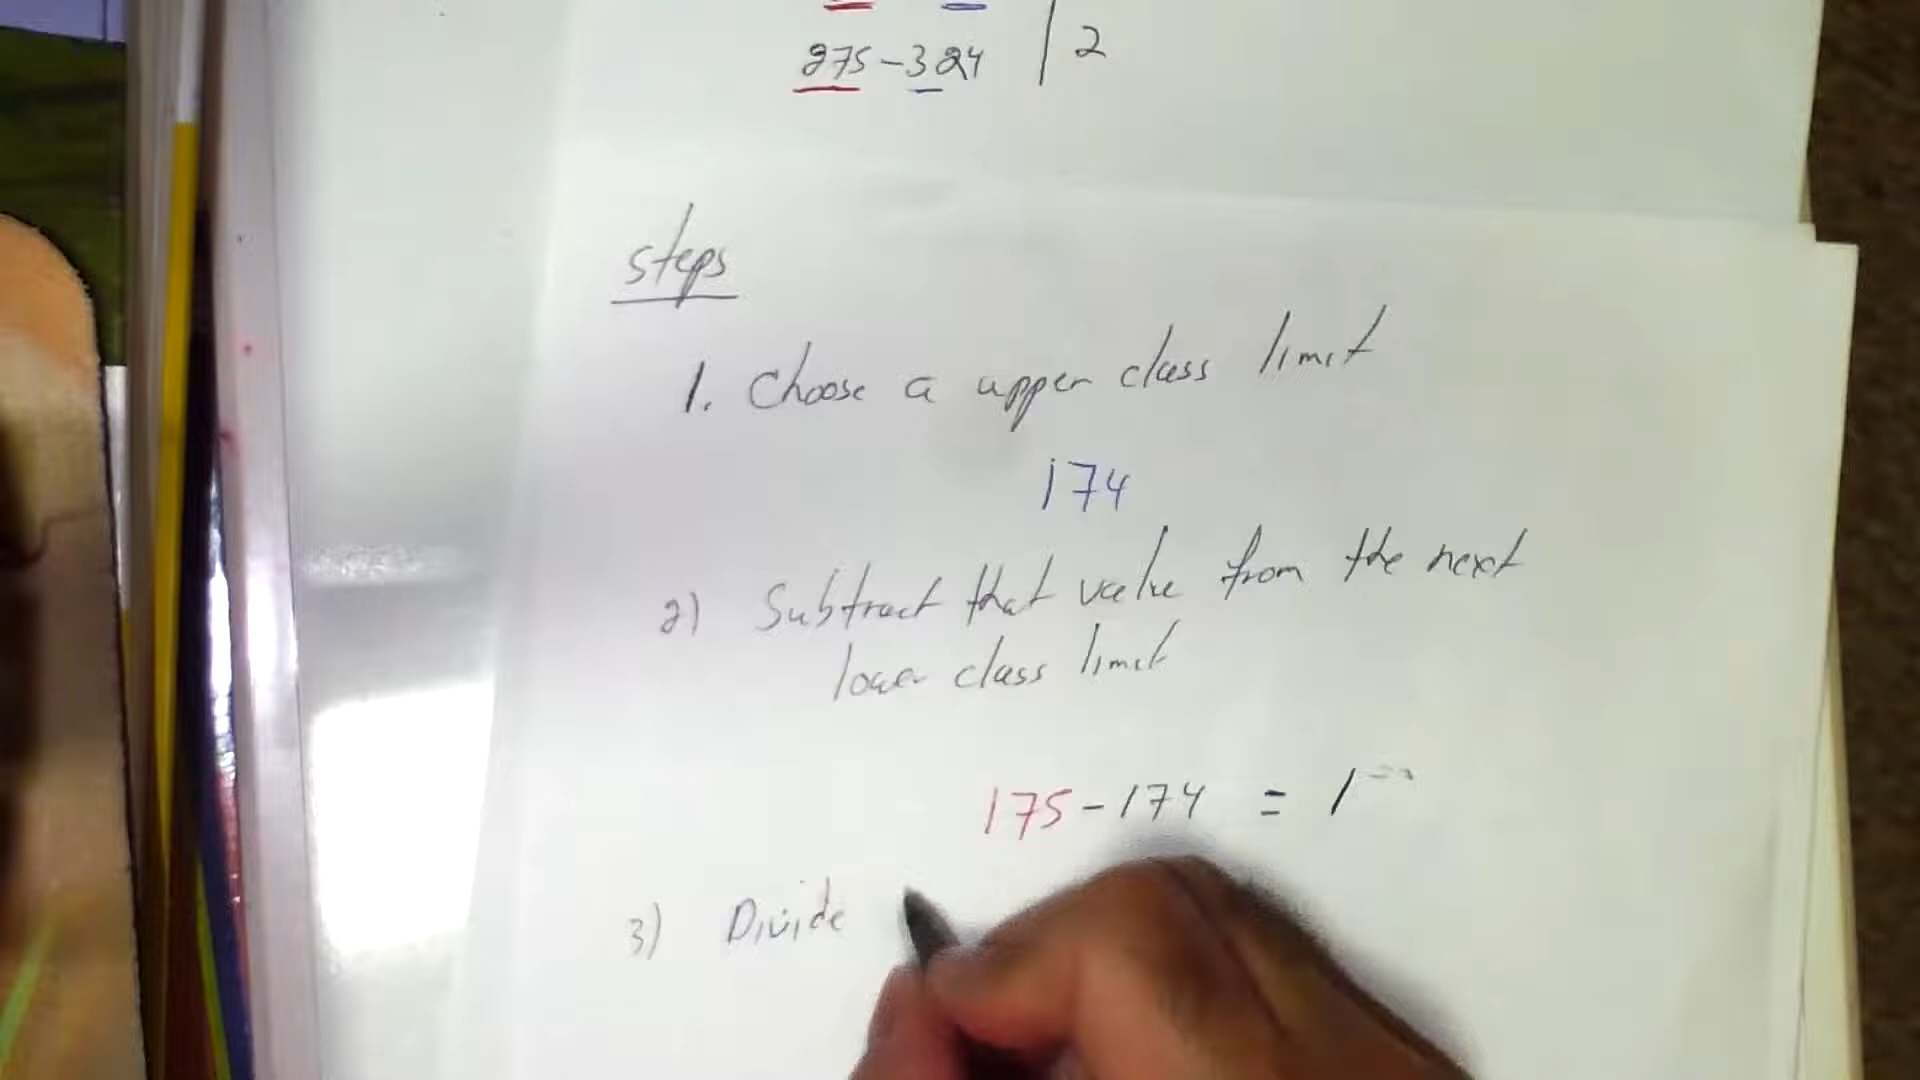 275-324 | 2
steps
1. Choose a upper class limit
174
2) Subtract that value from the next
lower class limit
175-174 = 1
3) Divide